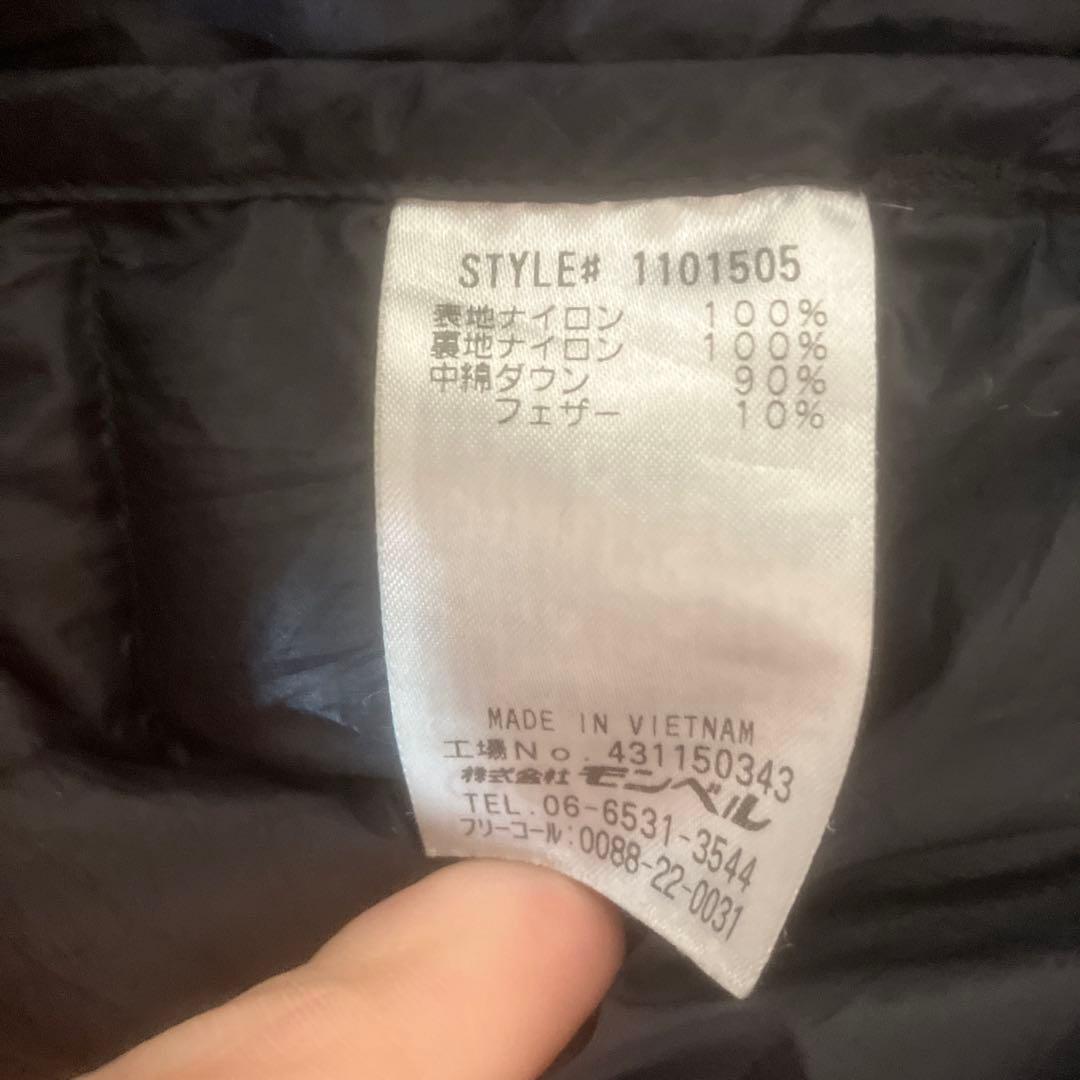 STYLE# 1101505
表地ナイロン 100%
裏地ナイロン 100%
中綿ダウン 90%
フェザー 10%
MADE IN VIETNAM
工場No. 431150343
株式会社モンベル
TEL.06-6531-3544
フリーコール:0088-22-0031